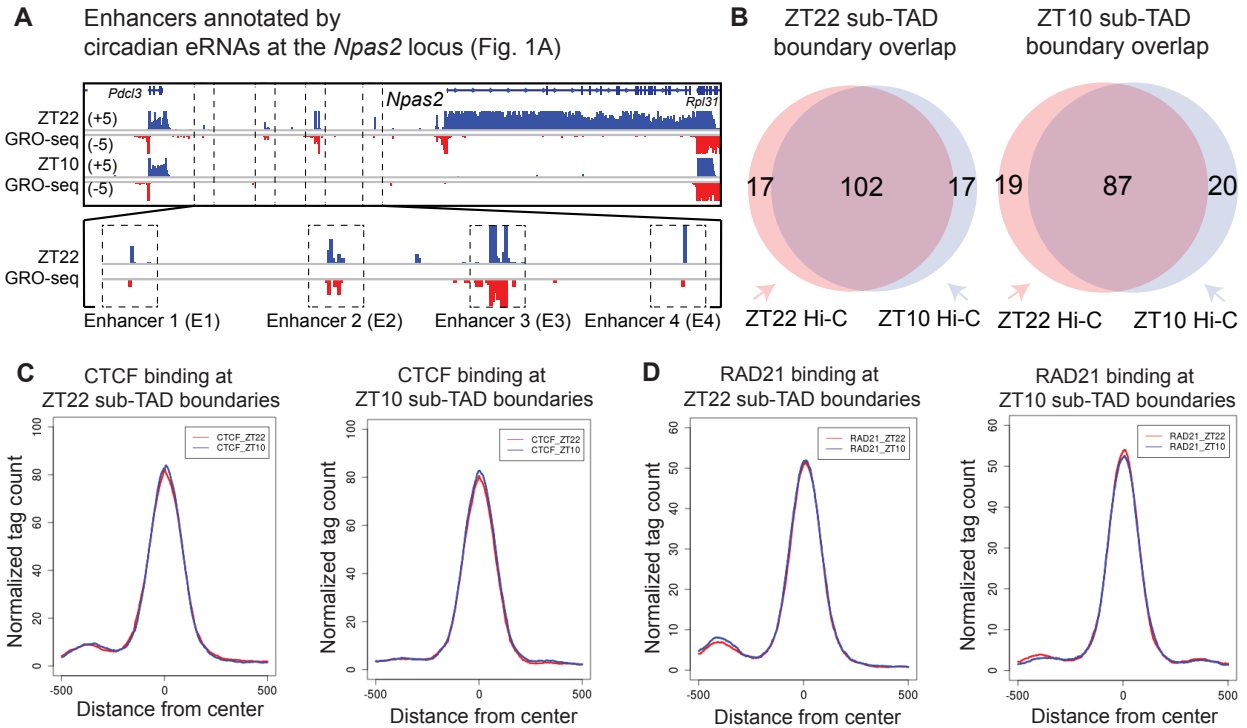 A
Enhancers annotated by
circadian eRNAs at the Npas2 locus (Fig. 1A)
Pdcl3
Npas2
Rpl31
ZT22 (+5)
GRO-seq (-5)
ZT10 (+5)
GRO-seq (-5)
ZT22
GRO-seq
Enhancer 1 (E1) Enhancer 2 (E2) Enhancer 3 (E3) Enhancer 4 (E4)
B
ZT22 sub-TAD
boundary overlap
17 102 17
ZT22 Hi-C ZT10 Hi-C
ZT10 sub-TAD
boundary overlap
19 87 20
ZT22 Hi-C ZT10 Hi-C
C
CTCF binding at
ZT22 sub-TAD boundaries
Normalized tag count
100
80
60
40
20
0
CTCF_ZT22
CTCF_ZT10
-500 0 500
Distance from center
CTCF binding at
ZT10 sub-TAD boundaries
Normalized tag count
100
80
60
40
20
0
CTCF_ZT22
CTCF_ZT10
-500 0 500
Distance from center
D
RAD21 binding at
ZT22 sub-TAD boundaries
Normalized tag count
60
50
40
30
20
10
0
RAD21_ZT22
RAD21_ZT10
-500 0 500
Distance from center
RAD21 binding at
ZT10 sub-TAD boundaries
Normalized tag count
60
50
40
30
20
10
0
RAD21_ZT22
RAD21_ZT10
-500 0 500
Distance from center